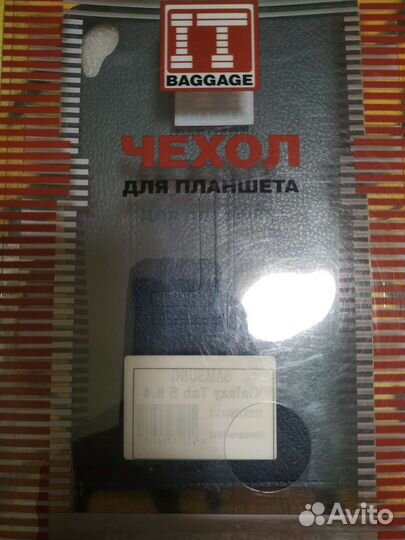 IT
BAGGAGE
ЧЕХОЛ
ДЛЯ ПЛАНШЕТА
SAMSUNG
Galaxy Tab S 8.4
Avito